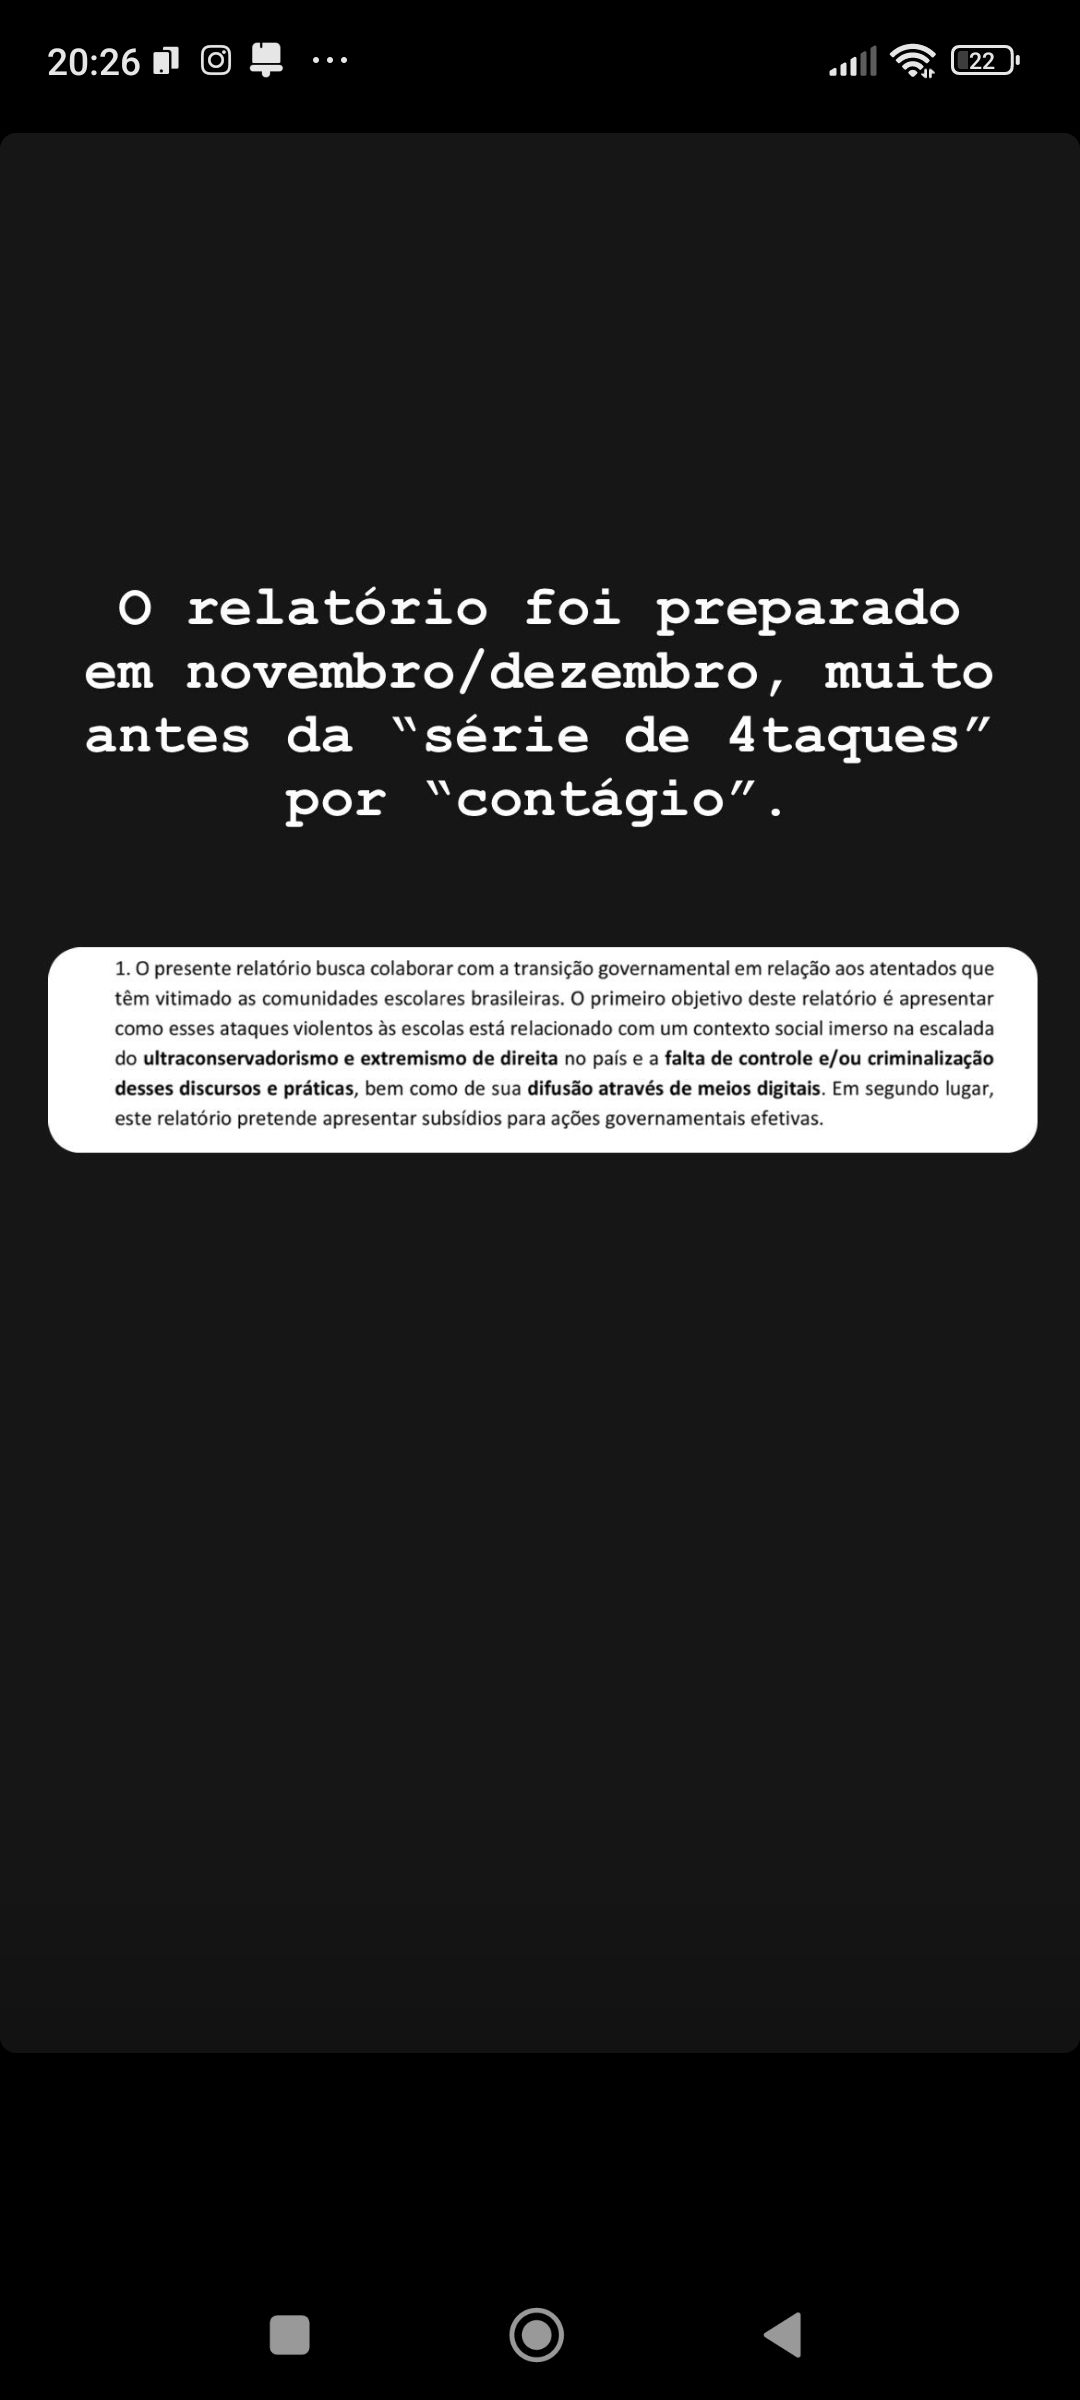 20:26
22
O relatório foi preparado
em novembro/dezembro, muito
antes da “série de 4taques”
por “contágio”.
1. O presente relatório busca colaborar com a transição governamental em relação aos atentados que
têm vitimado as comunidades escolares brasileiras. O primeiro objetivo deste relatório é apresentar
como esses ataques violentos às escolas está relacionado com um contexto social imerso na escalada
do ultraconservadorismo e extremismo de direita no país e a falta de controle e/ou criminalização
desses discursos e práticas, bem como de sua difusão através de meios digitais. Em segundo lugar,
este relatório pretende apresentar subsídios para ações governamentais efetivas.